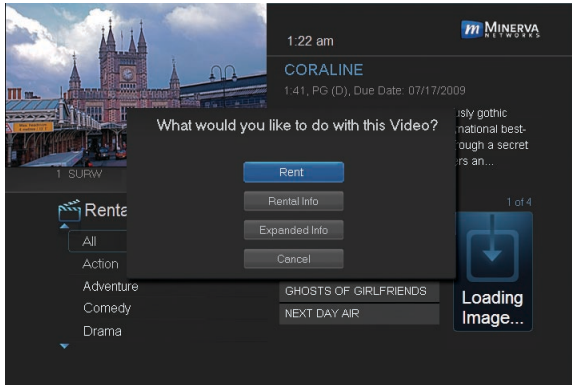 1:22 am
MINERVA
NETWORKS
CORALINE
1:41, PG (D), Due Date: 07/17/2009
usly gothic
national best-
rough a secret
ers an...
What would you like to do with this Video?
1 SURW
Rent
Rental Info
Expanded Info
Cancel
Renta
1 of 4
All
Action
Adventure
Comedy
Drama
GHOSTS OF GIRLFRIENDS
NEXT DAY AIR
Loading
Image...